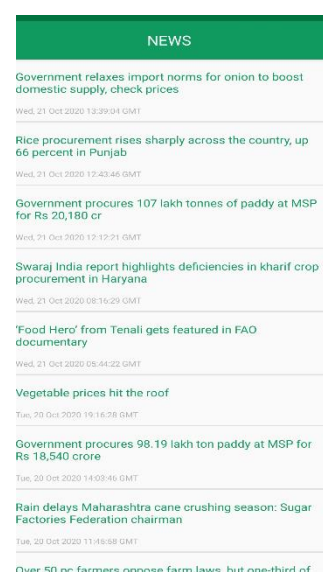 NEWS
Government relaxes import norms for onion to boost
domestic supply, check prices
Wed, 21 Oct 2020 13:39:04 GMT
Rice procurement rises sharply across the country, up
66 percent in Punjab
Wed, 21 Oct 2020 12:43:46 GMT
Government procures 107 lakh tonnes of paddy at MSP
for Rs 20,180 cr
Wed, 21 Oct 2020 12:12:21 GMT
Swaraj India report highlights deficiencies in kharif crop
procurement in Haryana
Wed, 21 Oct 2020 08:16:29 GMT
'Food Hero' from Tenali gets featured in FAO
documentary
Wed, 21 Oct 2020 05:44:22 GMT
Vegetable prices hit the roof
Tue, 20 Oct 2020 19:16:28 GMT
Government procures 98.19 lakh ton paddy at MSP for
Rs 18,540 crore
Tue, 20 Oct 2020 14:03:46 GMT
Rain delays Maharashtra cane crushing season: Sugar
Factories Federation chairman
Tue, 20 Oct 2020 11:46:58 GMT
Over 50 pc farmers oppose farm laws, but one-third of